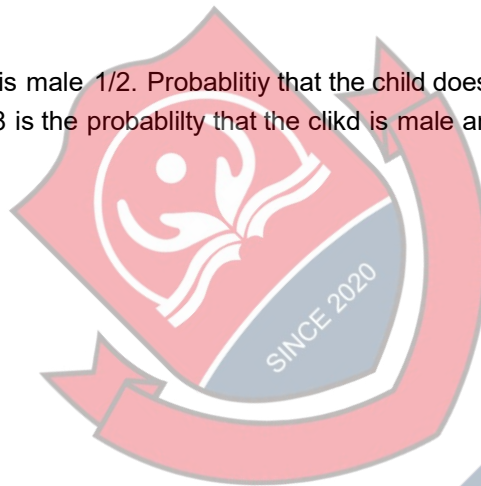 is male 1/2. Probablitiy that the child does
3 is the probablilty that the clikd is male ar
SINCE 2020